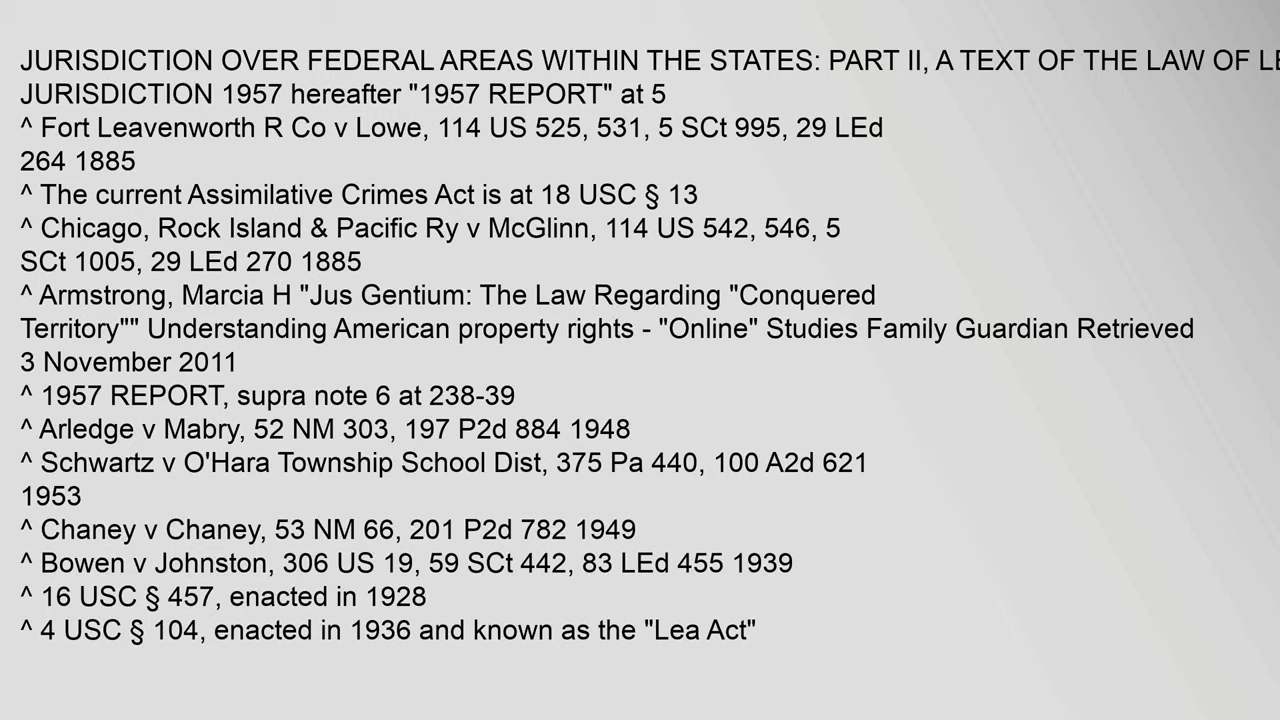 JURISDICTION OVER FEDERAL AREAS WITHIN THE STATES: PART II, A TEXT OF THE LAW OF
JURISDICTION 1957 hereafter "1957 REPORT" at 5
^ Fort Leavenworth R Co v Lowe, 114 US 525, 531, 5 SCt 995, 29 LEd
264 1885
^ The current Assimilative Crimes Act is at 18 USC § 13
^ Chicago, Rock Island & Pacific Ry v McGlinn, 114 US 542, 546, 5
SCt 1005, 29 LEd 270 1885
^ Armstrong, Marcia H "Jus Gentium: The Law Regarding "Conquered
Territory"" Understanding American property rights - "Online" Studies Family Guardian Retrieved
3 November 2011
^ 1957 REPORT, supra note 6 at 238-39
^ Arledge v Mabry, 52 NM 303, 197 P2d 884 1948
^ Schwartz v O'Hara Township School Dist, 375 Pa 440, 100 A2d 621
1953
^ Chaney v Chaney, 53 NM 66, 201 P2d 782 1949
^ Bowen v Johnston, 306 US 19, 59 SCt 442, 83 LEd 455 1939
^ 16 USC § 457, enacted in 1928
^ 4 USC § 104, enacted in 1936 and known as the "Lea Act"